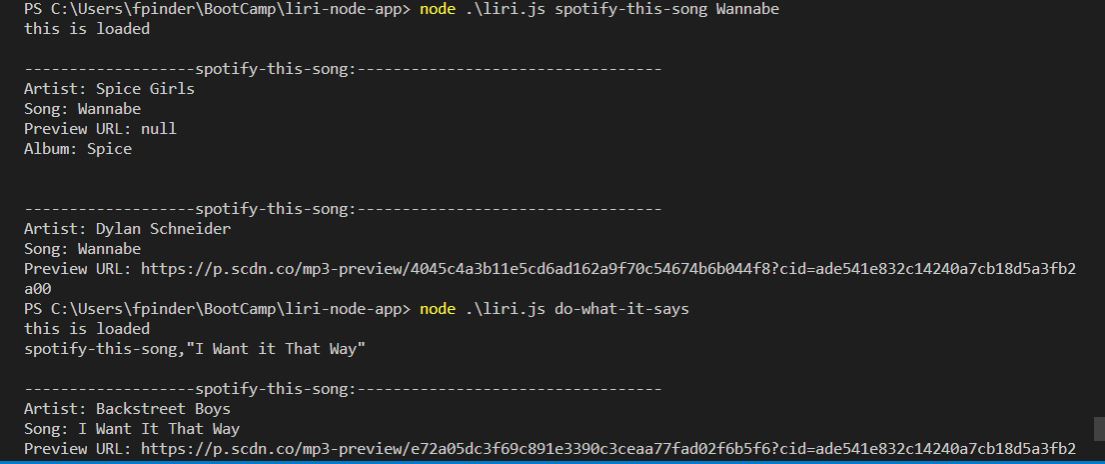 PS C:\Users\fpinder\BootCamp\liri-node-app> node .\liri.js spotify-this-song Wannabe
this is loaded
-------------------spotify-this-song:----------------------------------
Artist: Spice Girls
Song: Wannabe
Preview URL: null
Album: Spice
-------------------spotify-this-song:----------------------------------
Artist: Dylan Schneider
Song: Wannabe
Preview URL: https://p.scdn.co/mp3-preview/4045c4a3b11e5cd6ad162a9f70c54674b6b044f8?cid=ade541e832c14240a7cb18d5a3fb2
a00
PS C:\Users\fpinder\BootCamp\liri-node-app> node .\liri.js do-what-it-says
this is loaded
spotify-this-song,"I Want it That Way"
-------------------spotify-this-song:----------------------------------
Artist: Backstreet Boys
Song: I Want It That Way
Preview URL: https://p.scdn.co/mp3-preview/e72a05dc3f69c891e3390c3ceaa77fad02f6b5f6?cid=ade541e832c14240a7cb18d5a3fb2